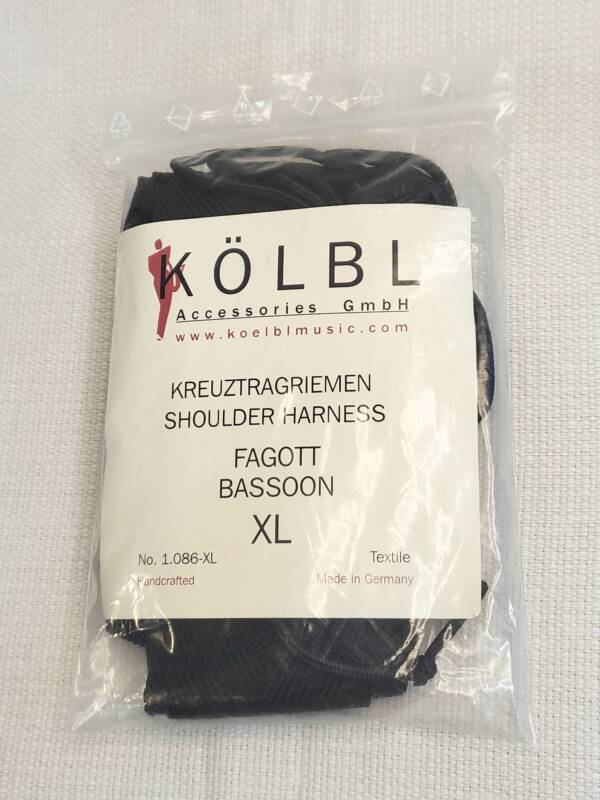 KÖLBL
Accessories GmbH
www.koelblmusic.com
KREUZTRAGRIEMEN
SHOULDER HARNESS
FAGOTT
BASSOON
XL
No. 1.086-XL Textile
Handcrafted Made in Germany